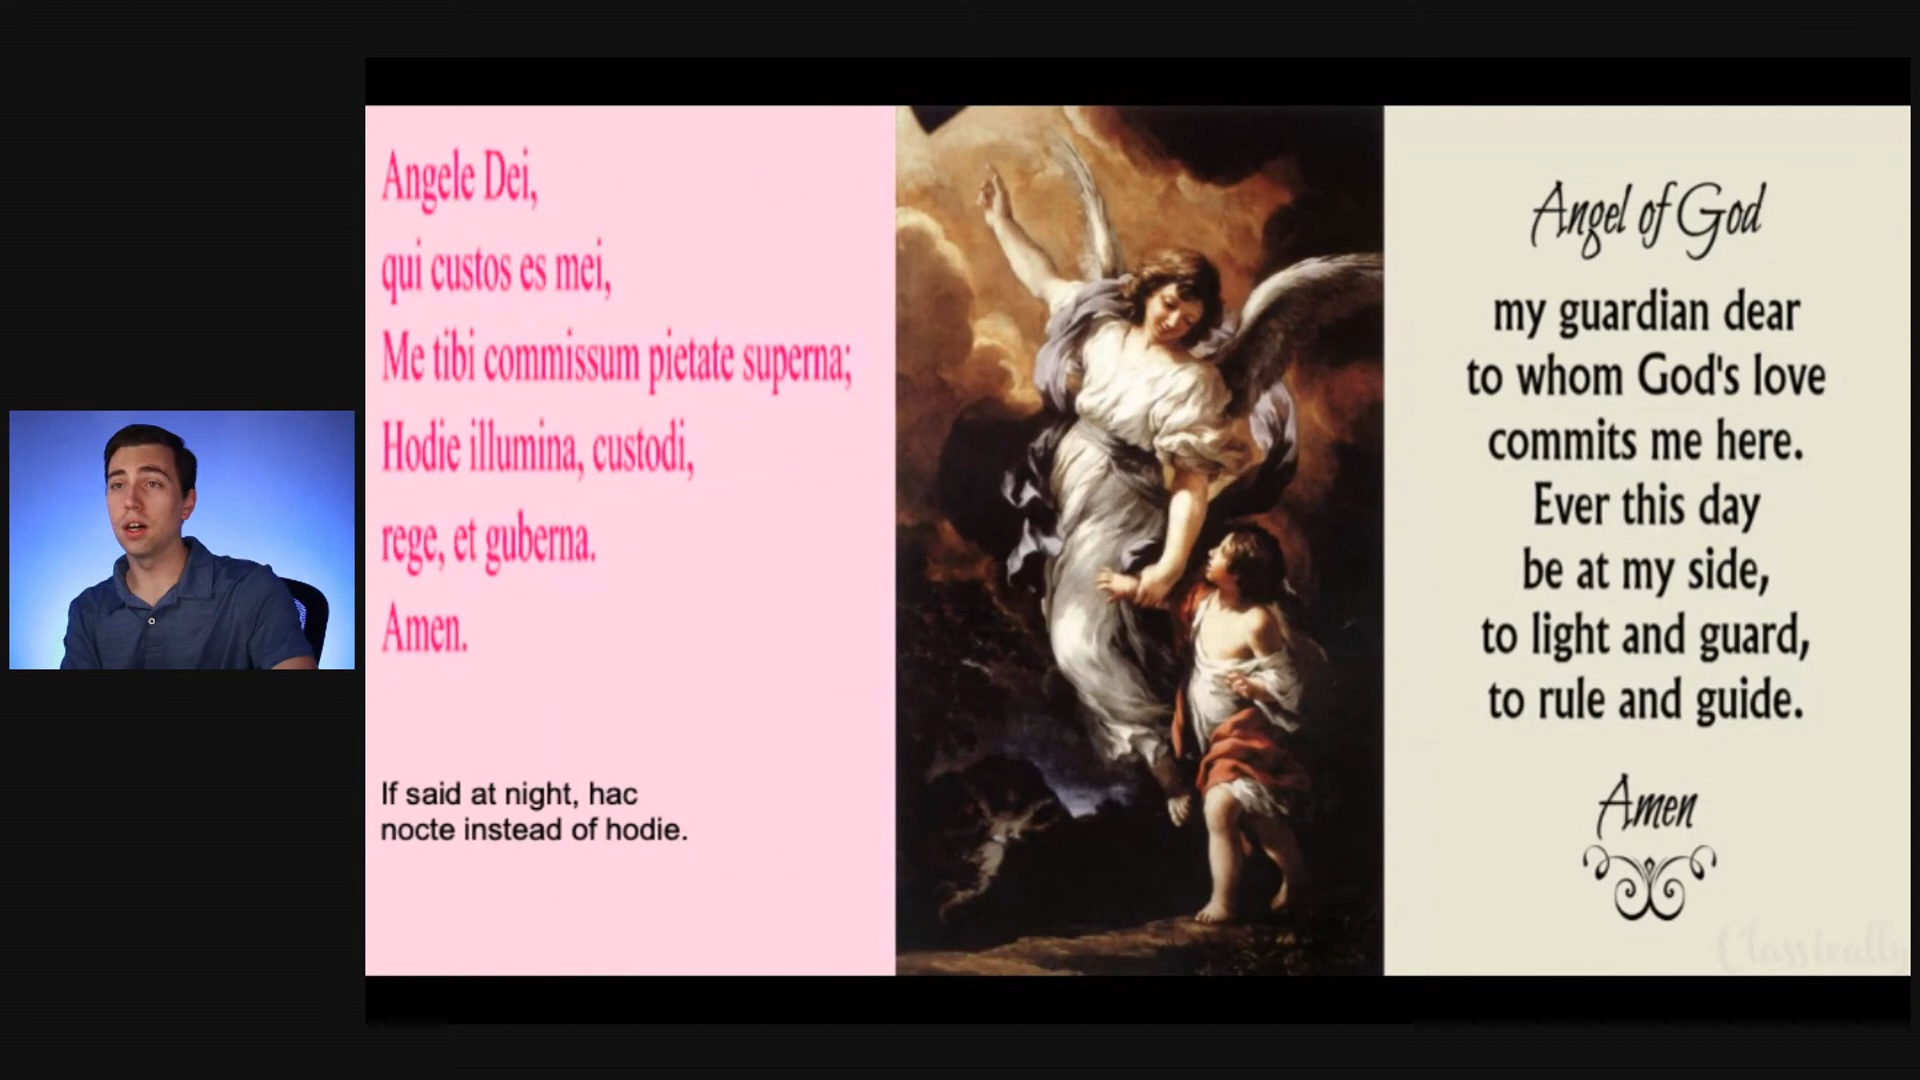 Angele Dei,
qui custos es mei,
Me tibi commissum pietate superna;
Hodie illumina, custodi,
rege, et guberna.
Amen.
If said at night, hac
nocte instead of hodie.
Angel of God
my guardian dear
to whom God's love
commits me here.
Ever this day
be at my side,
to light and guard,
to rule and guide.
Amen
Classically